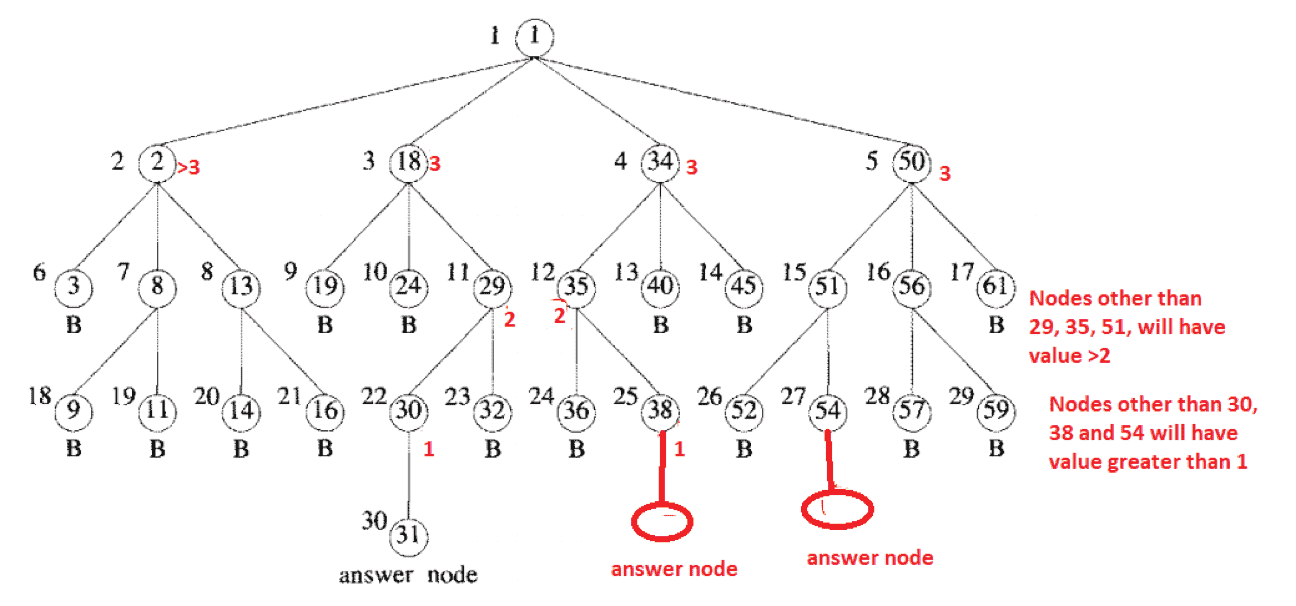 1 1
2 2 >3 3 18 3 4 34 3 5 50 3
6 3 7 8 8 13 9 19 10 24 11 29 12 35 13 40 14 45 15 51 16 56 17 61
B B B B B B
2 2
Nodes other than
29, 35, 51, will have
value >2
18 9 19 11 20 14 21 16 22 30 23 32 24 36 25 38 26 52 27 54 28 57 29 59
B B B B 1 B B 1 B B B
Nodes other than 30,
38 and 54 will have
value greater than 1
30 31
answer node
answer node
answer node